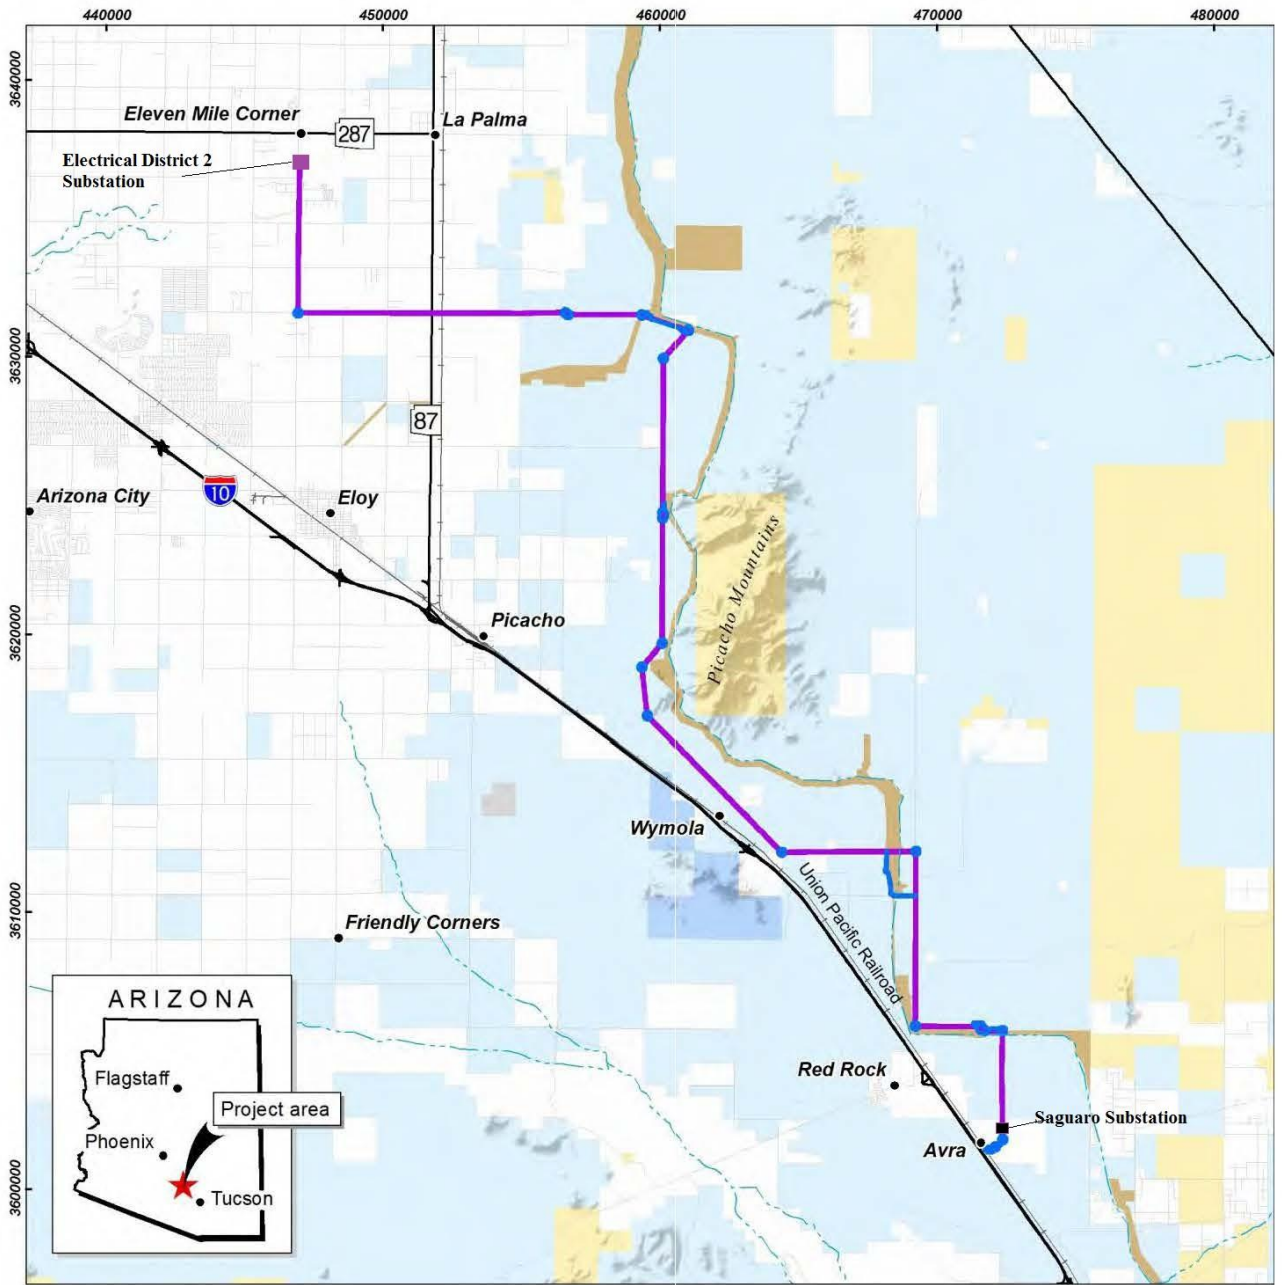 440000
450000
460000
470000
480000
3640000
3630000
3620000
3610000
3600000
Eleven Mile Corner
287
La Palma
Electrical District 2
Substation
87
Arizona City
10
Eloy
Picacho
Picacho Mountains
Wymola
Union Pacific Railroad
Friendly Corners
Red Rock
Saguaro Substation
Avra
ARIZONA
Flagstaff
Project area
Phoenix
Tucson